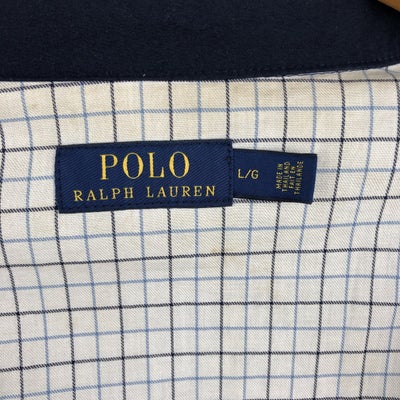 POLO
RALPH LAUREN
L/G
MADE IN
THAILAND
FAIT EN
THAÏLANDE